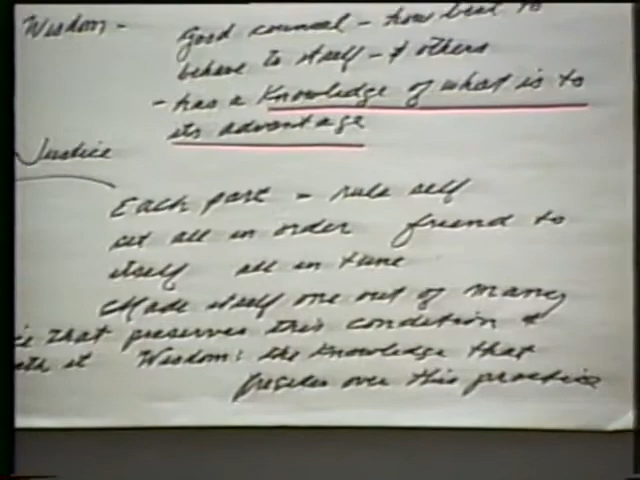 Wisdom - Good counsel - how best to
behave to itself - & others
- has a Knowledge of what is to
its advantage
Justice
Each part - rule self
set all in order friend to
itself all in tune
Made itself one out of many
that preserves this condition &
it Wisdom: the Knowledge that
presides over this practice